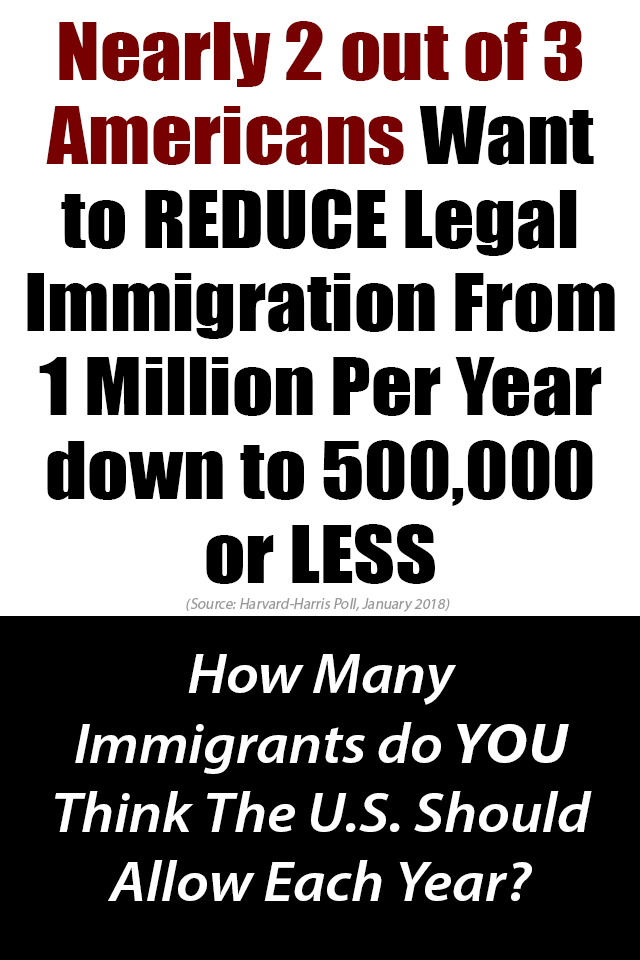 Nearly 2 out of 3
Americans Want
to REDUCE Legal
Immigration From
1 Million Per Year
down to 500,000
or LESS
(Source: Harvard-Harris Poll, January 2018)
How Many
Immigrants do YOU
Think The U.S. Should
Allow Each Year?